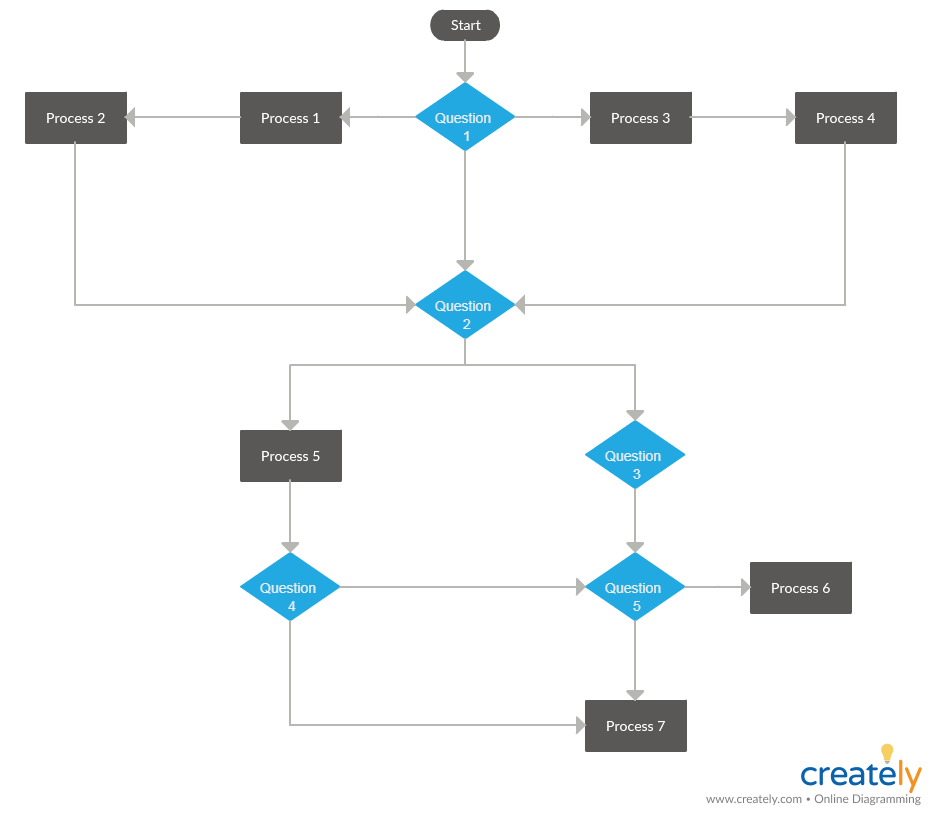 Start
Process 2
Process 1
Question
1
Process 3
Process 4
Question
2
Process 5
Question
3
Question
4
Question
5
Process 6
Process 7
creately
www.creately.com • Online Diagramming